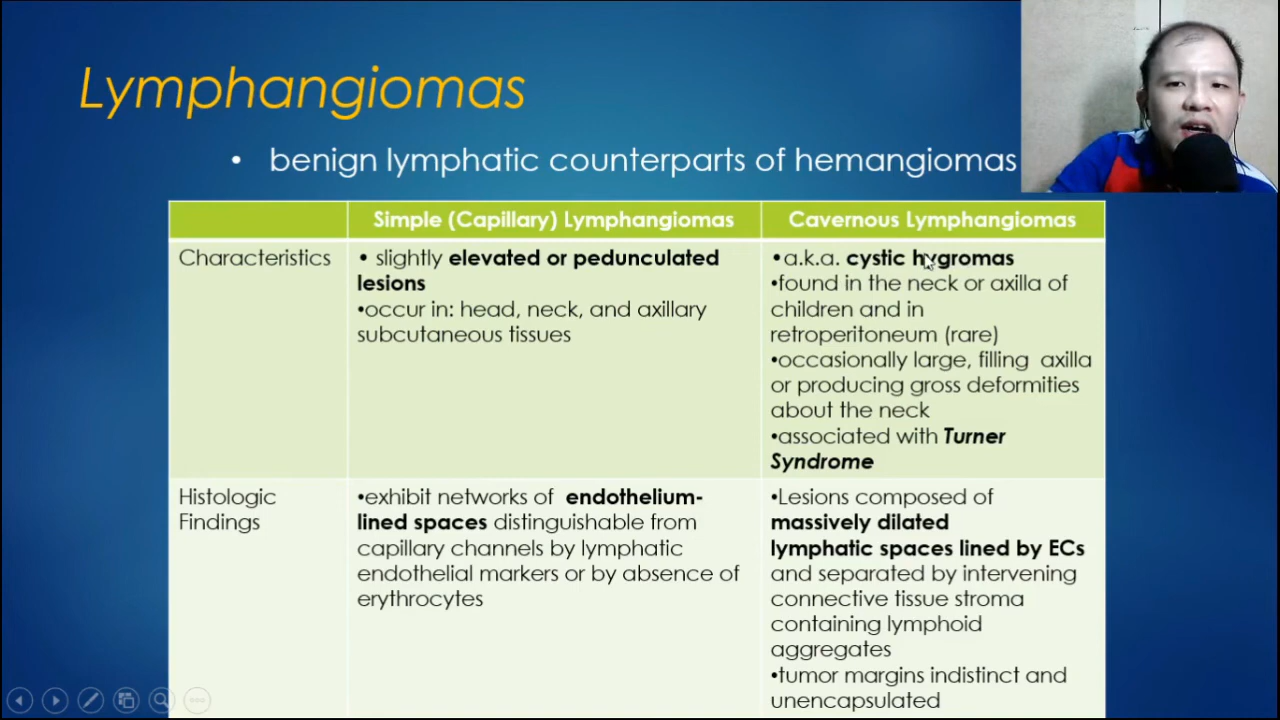 Lymphangiomas
• benign lymphatic counterparts of hemangiomas
Simple (Capillary) Lymphangiomas
Cavernous Lymphangiomas
Characteristics
• slightly elevated or pedunculated
lesions
•occur in: head, neck, and axillary
subcutaneous tissues
•a.k.a. cystic hygromas
•found in the neck or axilla of
children and in
retroperitoneum (rare)
•occasionally large, filling axilla
or producing gross deformities
about the neck
•associated with Turner
Syndrome
Histologic
Findings
•exhibit networks of endothelium-
lined spaces distinguishable from
capillary channels by lymphatic
endothelial markers or by absence of
erythrocytes
•Lesions composed of
massively dilated
lymphatic spaces lined by ECs
and separated by intervening
connective tissue stroma
containing lymphoid
aggregates
•tumor margins indistinct and
unencapsulated